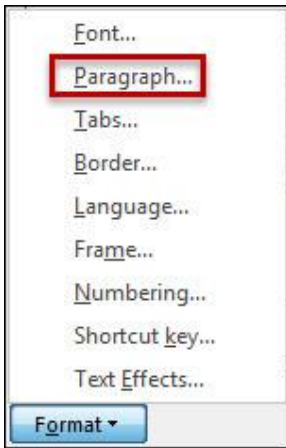 Font...
Paragraph...
Tabs...
Border...
Language...
Frame...
Numbering...
Shortcut key...
Text Effects...
Format